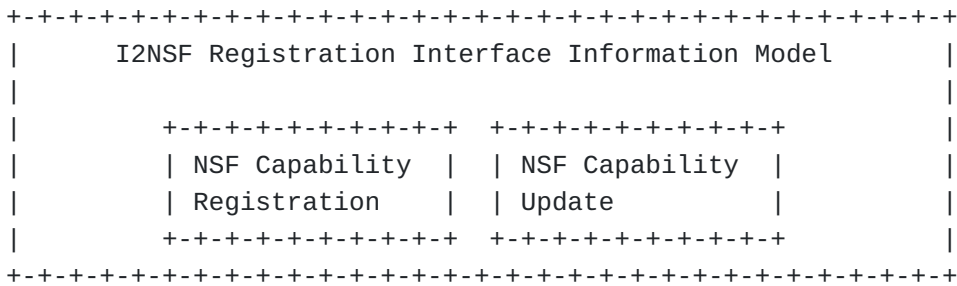 +-+-+-+-+-+-+-+-+-+-+-+-+-+-+-+-+-+-+-+-+-+-+-+-+-+-+-+-+-+-+
|      I2NSF Registration Interface Information Model       |
|                                                           |
|         +-+-+-+-+-+-+-+-+-+  +-+-+-+-+-+-+-+-+-+          |
|         | NSF Capability  |  | NSF Capability  |          |
|         | Registration    |  | Update          |          |
|         +-+-+-+-+-+-+-+-+-+  +-+-+-+-+-+-+-+-+-+          |
+-+-+-+-+-+-+-+-+-+-+-+-+-+-+-+-+-+-+-+-+-+-+-+-+-+-+-+-+-+-+